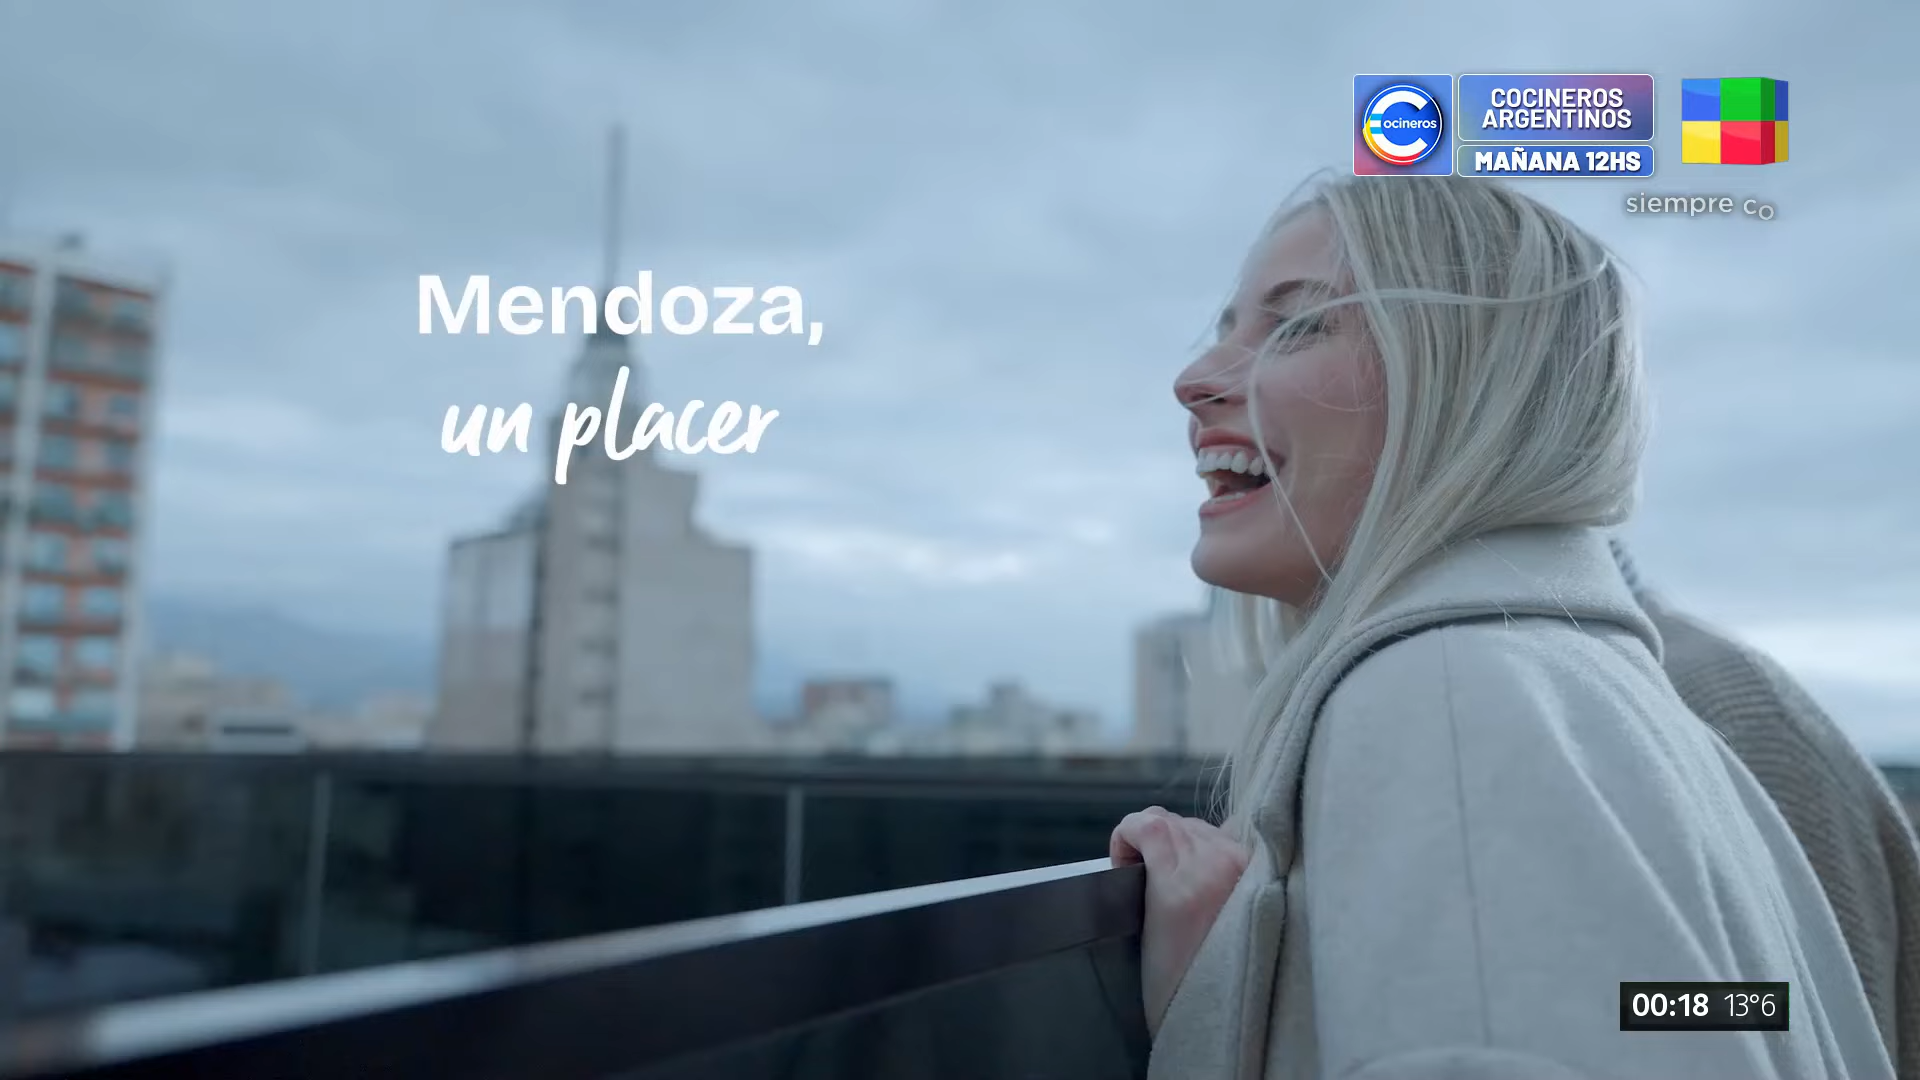 Mendoza,
un placer
ocineros
COCINEROS
ARGENTINOS
MAÑANA 12HS
siempre co
00:18 13°6